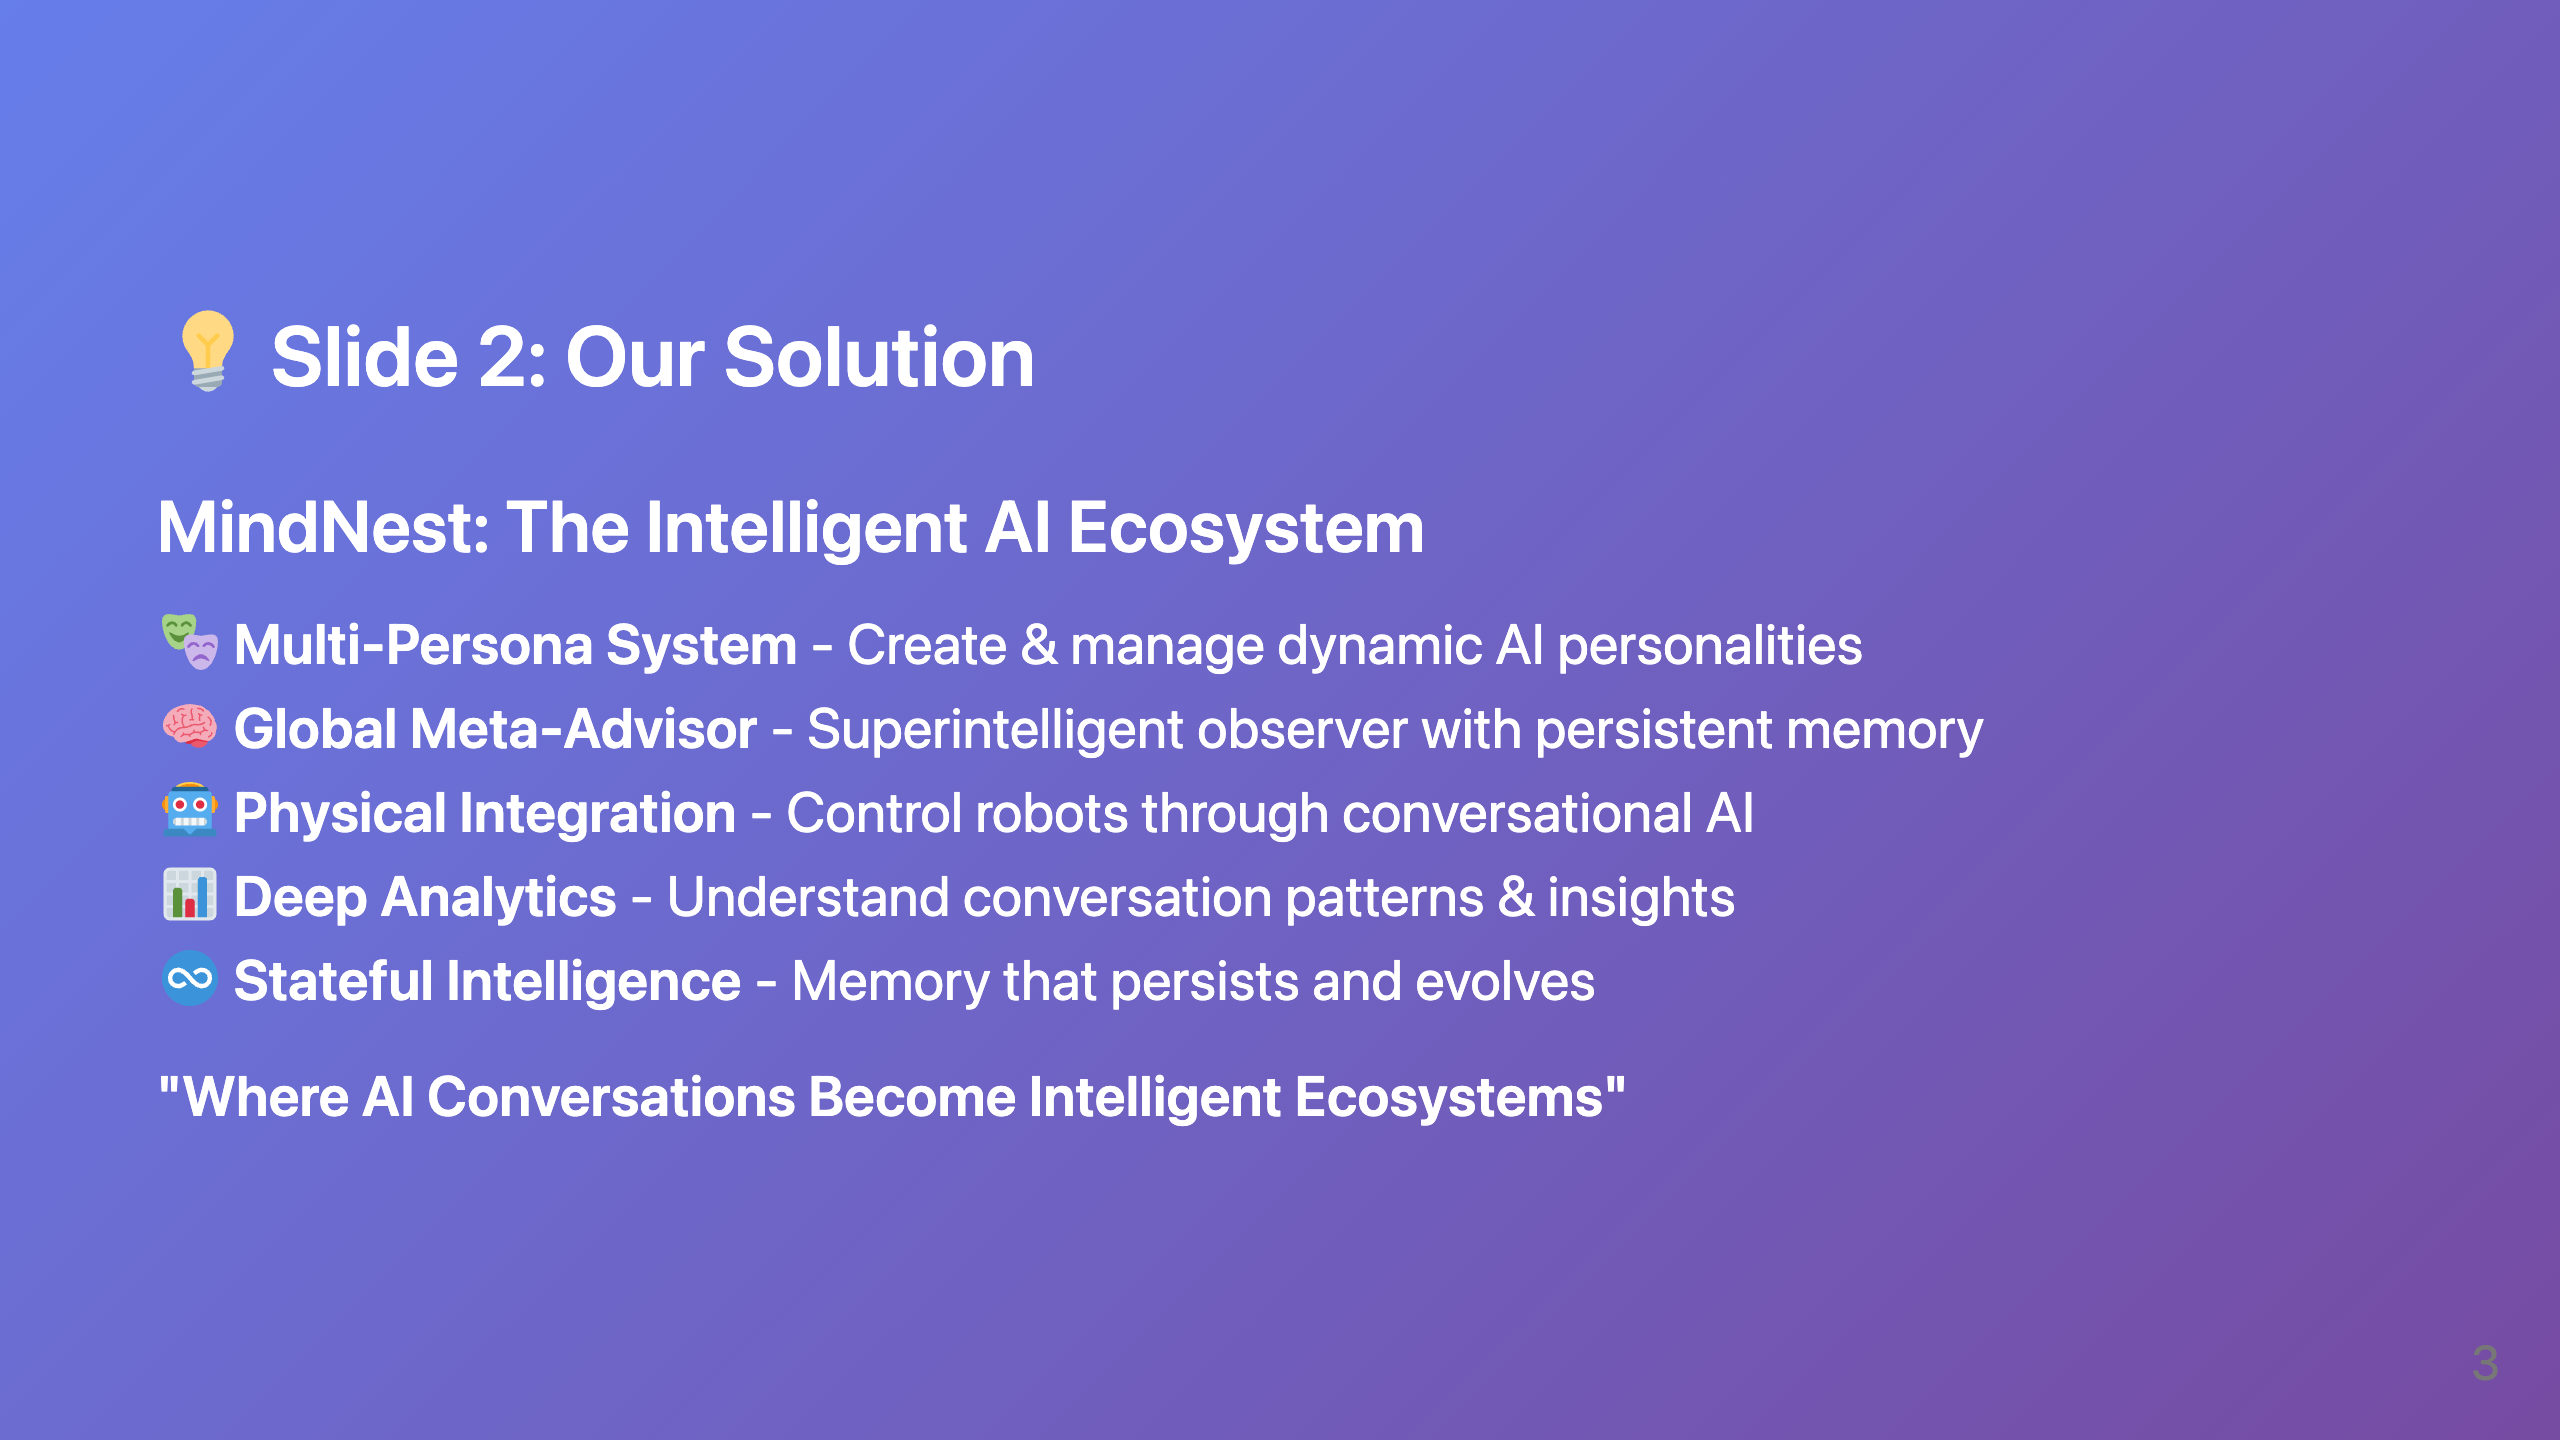 💡 Slide 2: Our Solution
MindNest: The Intelligent AI Ecosystem
🎭 Multi-Persona System - Create & manage dynamic AI personalities
🧠 Global Meta-Advisor - Superintelligent observer with persistent memory
🤖 Physical Integration - Control robots through conversational AI
📊 Deep Analytics - Understand conversation patterns & insights
♾️ Stateful Intelligence - Memory that persists and evolves
"Where AI Conversations Become Intelligent Ecosystems"
3